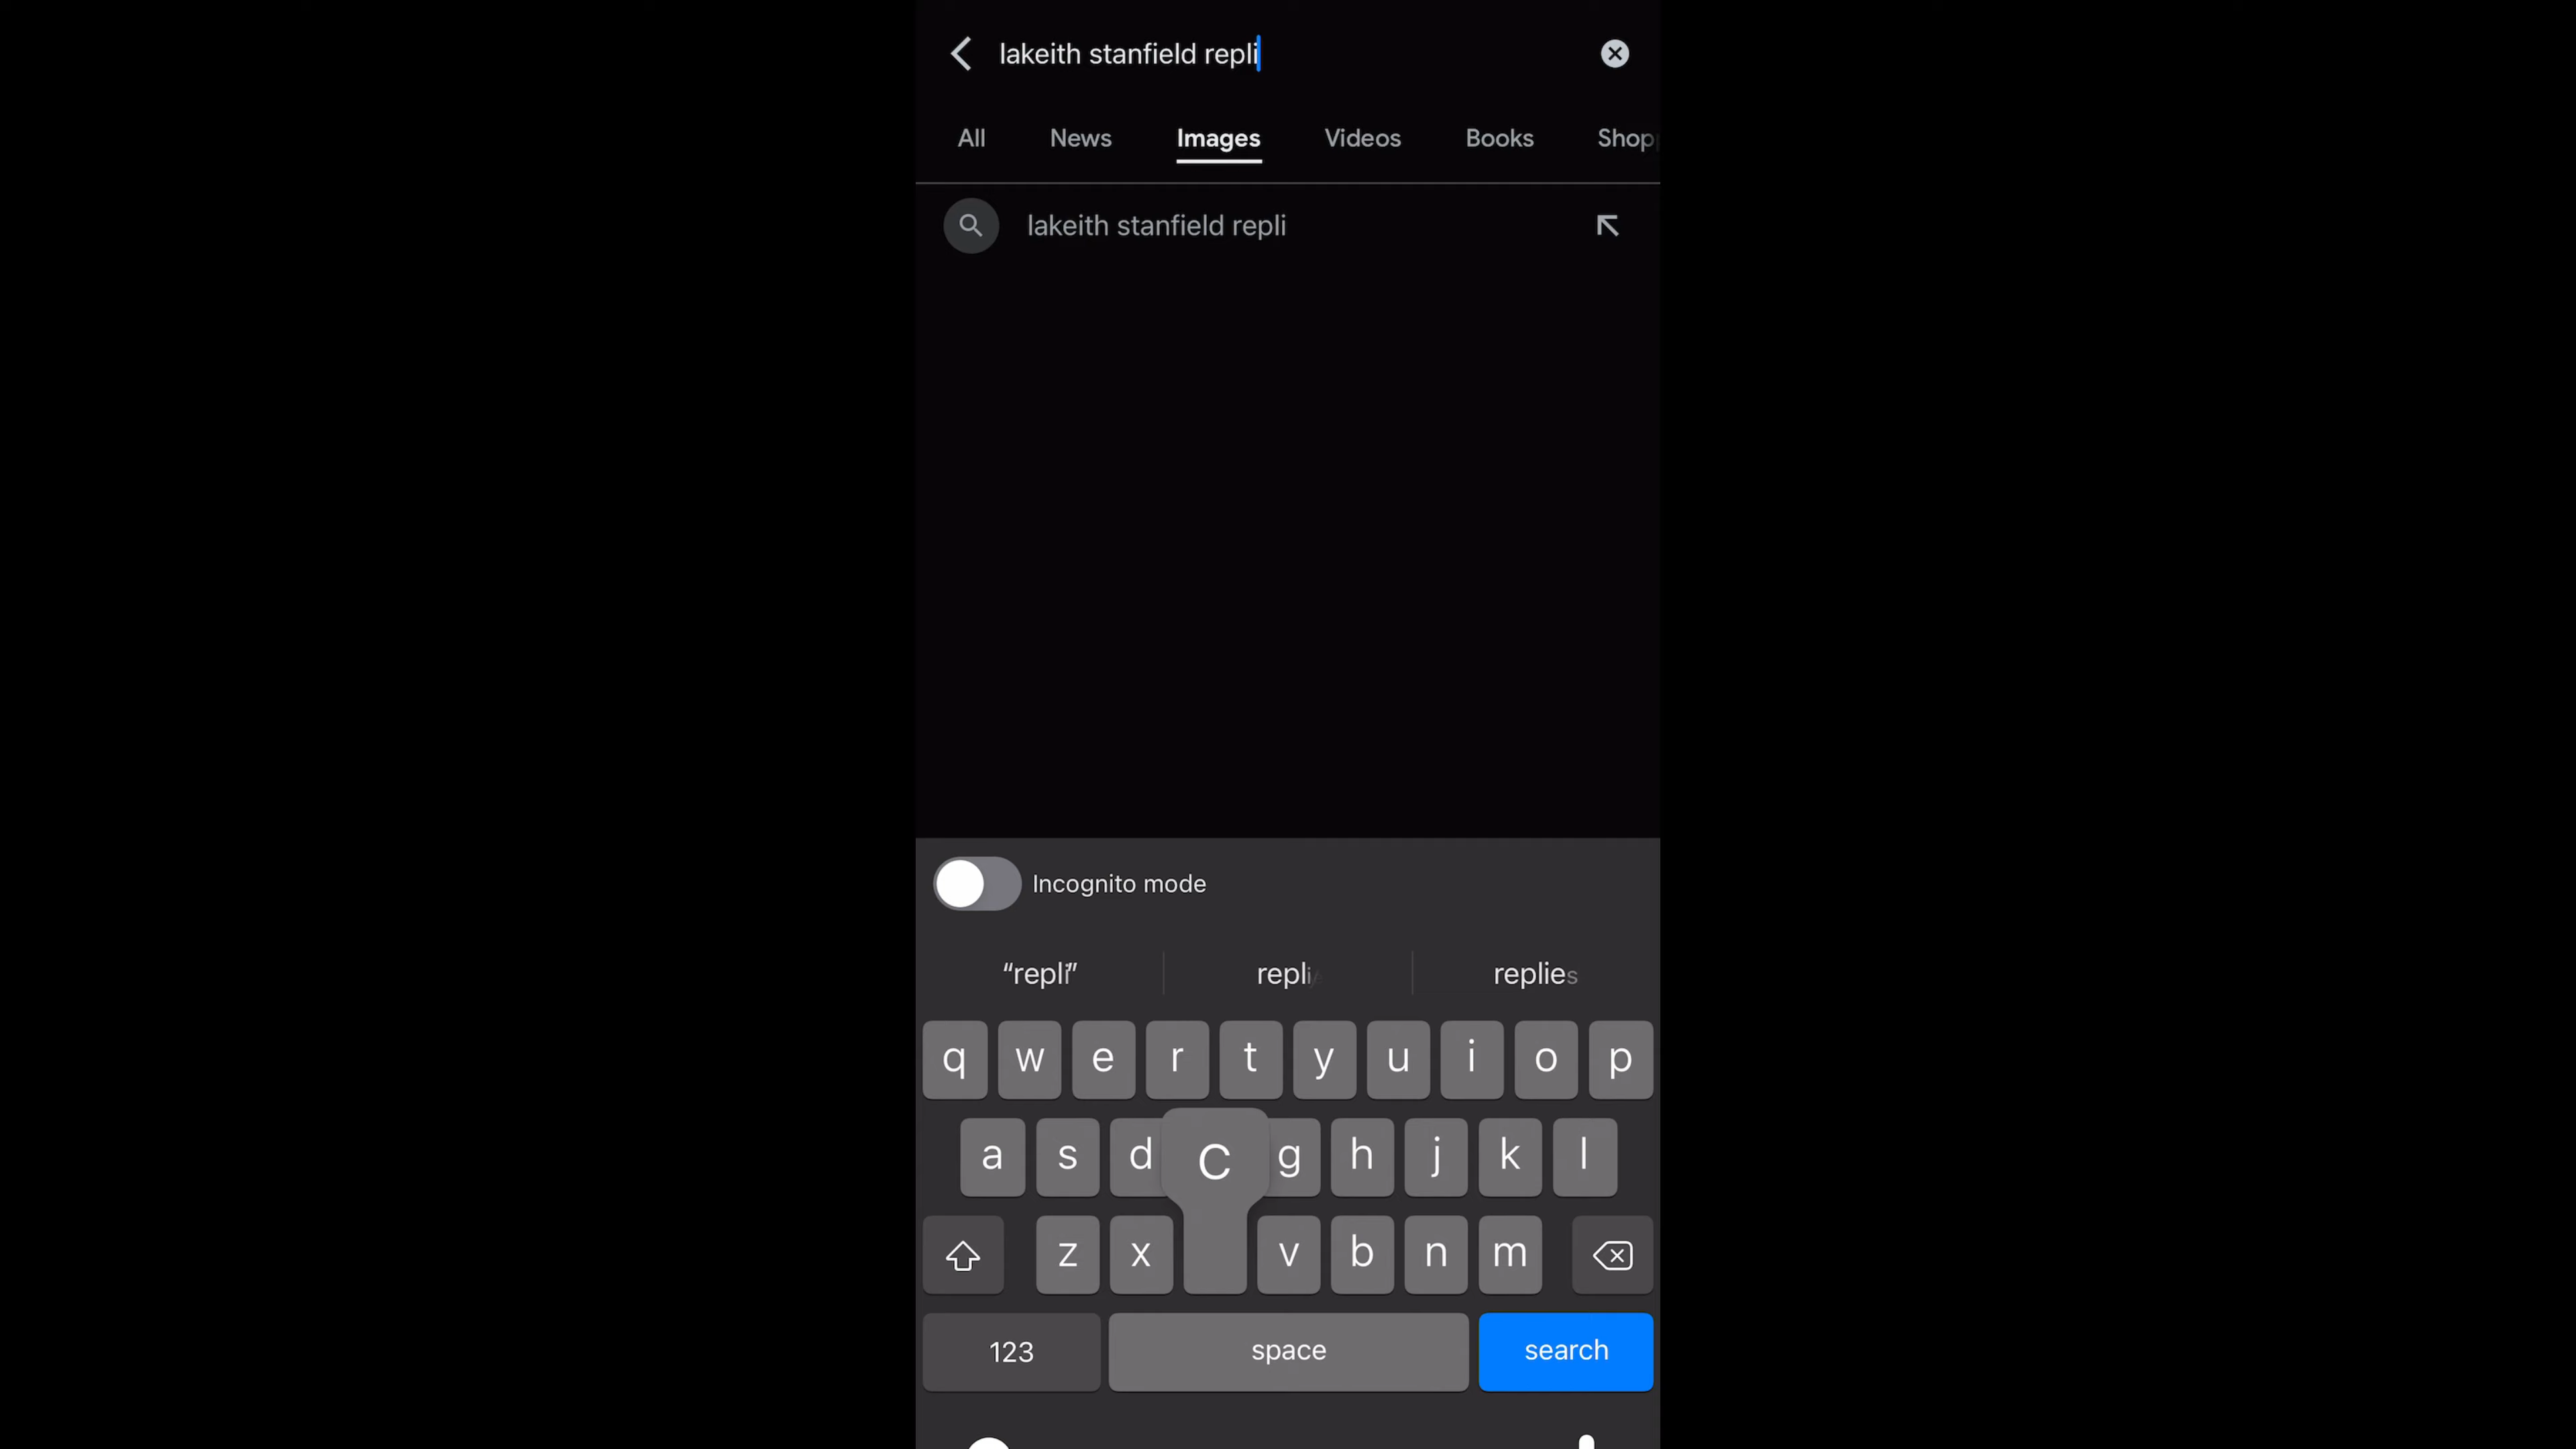 lakeith stanfield repli
All News Images Videos Books Shop
lakeith stanfield repli
Incognito mode
“repli” repli replies
q w e r t y u i o p
a s d C g h j k l
z x v b n m
123 space search